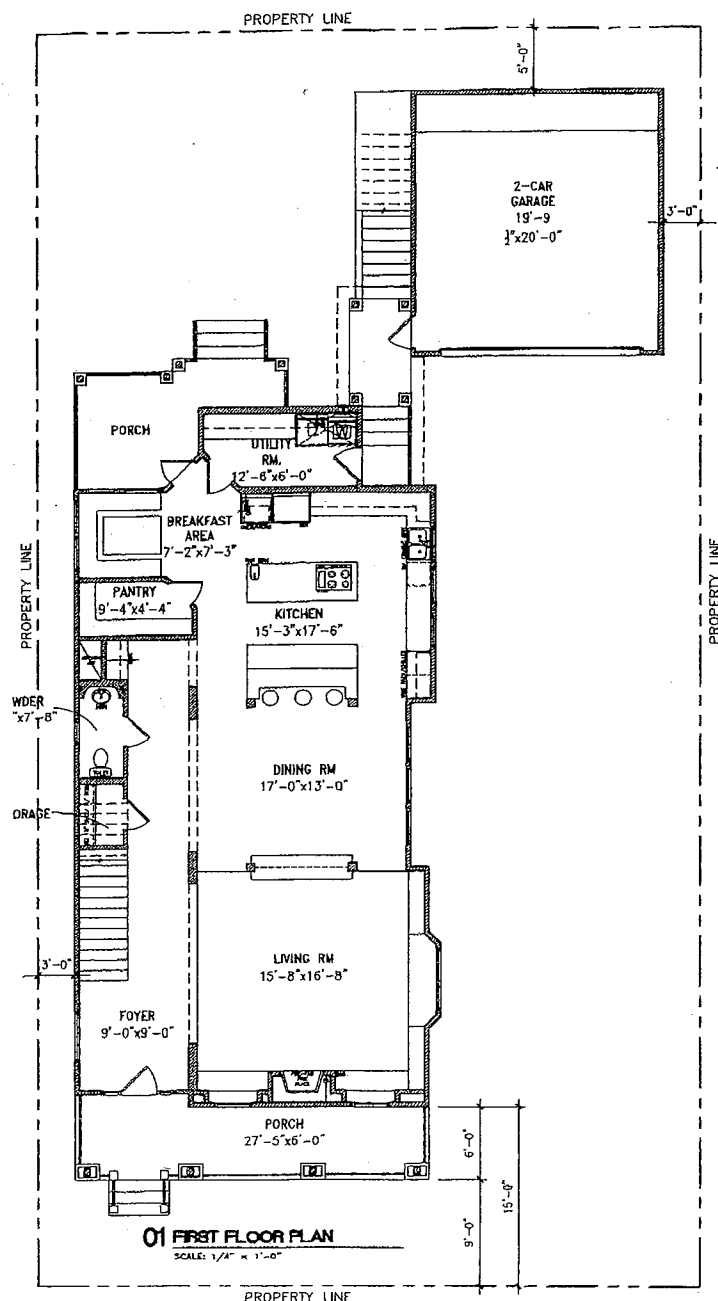 PROPERTY LINE
5'-0"
2-CAR
GARAGE
19'-9
½"x20'-0"
3'-0"
PORCH
UTILITY
RM.
12'-6"x6'-0"
BREAKFAST
AREA
7'-2"x7'-3"
PANTRY
9'-4"x4'-4"
KITCHEN
15'-3"x17'-6"
PROPERTY LINE
PROPERTY LINE
WDER
"x7'-8"
DINING RM
17'-0"x13'-0"
ORAGE
LIVING RM
15'-8"x16'-8"
3'-0"
FOYER
9'-0"x9'-0"
PORCH
27'-5"x6'-0"
6'-0"
15'-0"
9'-0"
01 FIRST FLOOR PLAN
SCALE: 1/4" = 1'-0"
PROPERTY LINE